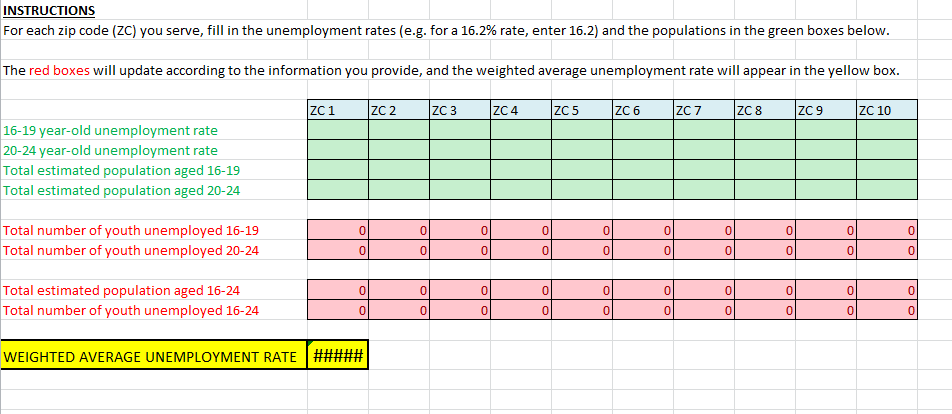 INSTRUCTIONS
For each zip code (ZC) you serve, fill in the unemployment rates (e.g. for a 16.2% rate, enter 16.2) and the populations in the green boxes below.
The red boxes will update according to the information you provide, and the weighted average unemployment rate will appear in the yellow box.
ZC 1 ZC 2 ZC 3 ZC 4 ZC 5 ZC 6 ZC 7 ZC 8 ZC 9 ZC 10
16-19 year-old unemployment rate
20-24 year-old unemployment rate
Total estimated population aged 16-19
Total estimated population aged 20-24
Total number of youth unemployed 16-19 0 0 0 0 0 0 0 0 0 0
Total number of youth unemployed 20-24 0 0 0 0 0 0 0 0 0 0
Total estimated population aged 16-24 0 0 0 0 0 0 0 0 0 0
Total number of youth unemployed 16-24 0 0 0 0 0 0 0 0 0 0
WEIGHTED AVERAGE UNEMPLOYMENT RATE #####